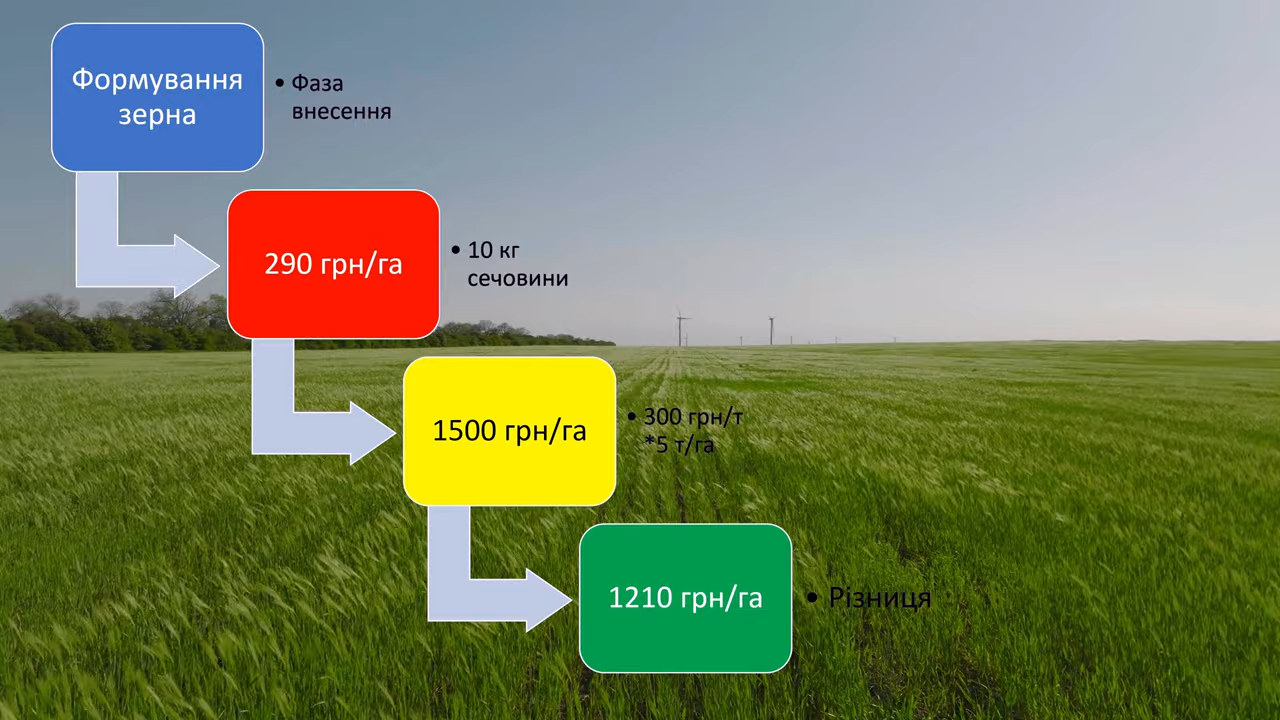 Формування
зерна
• Фаза
внесення
290 грн/га
• 10 кг
сечовини
1500 грн/га
• 300 грн/т
*5 т/га
1210 грн/га
• Різниця